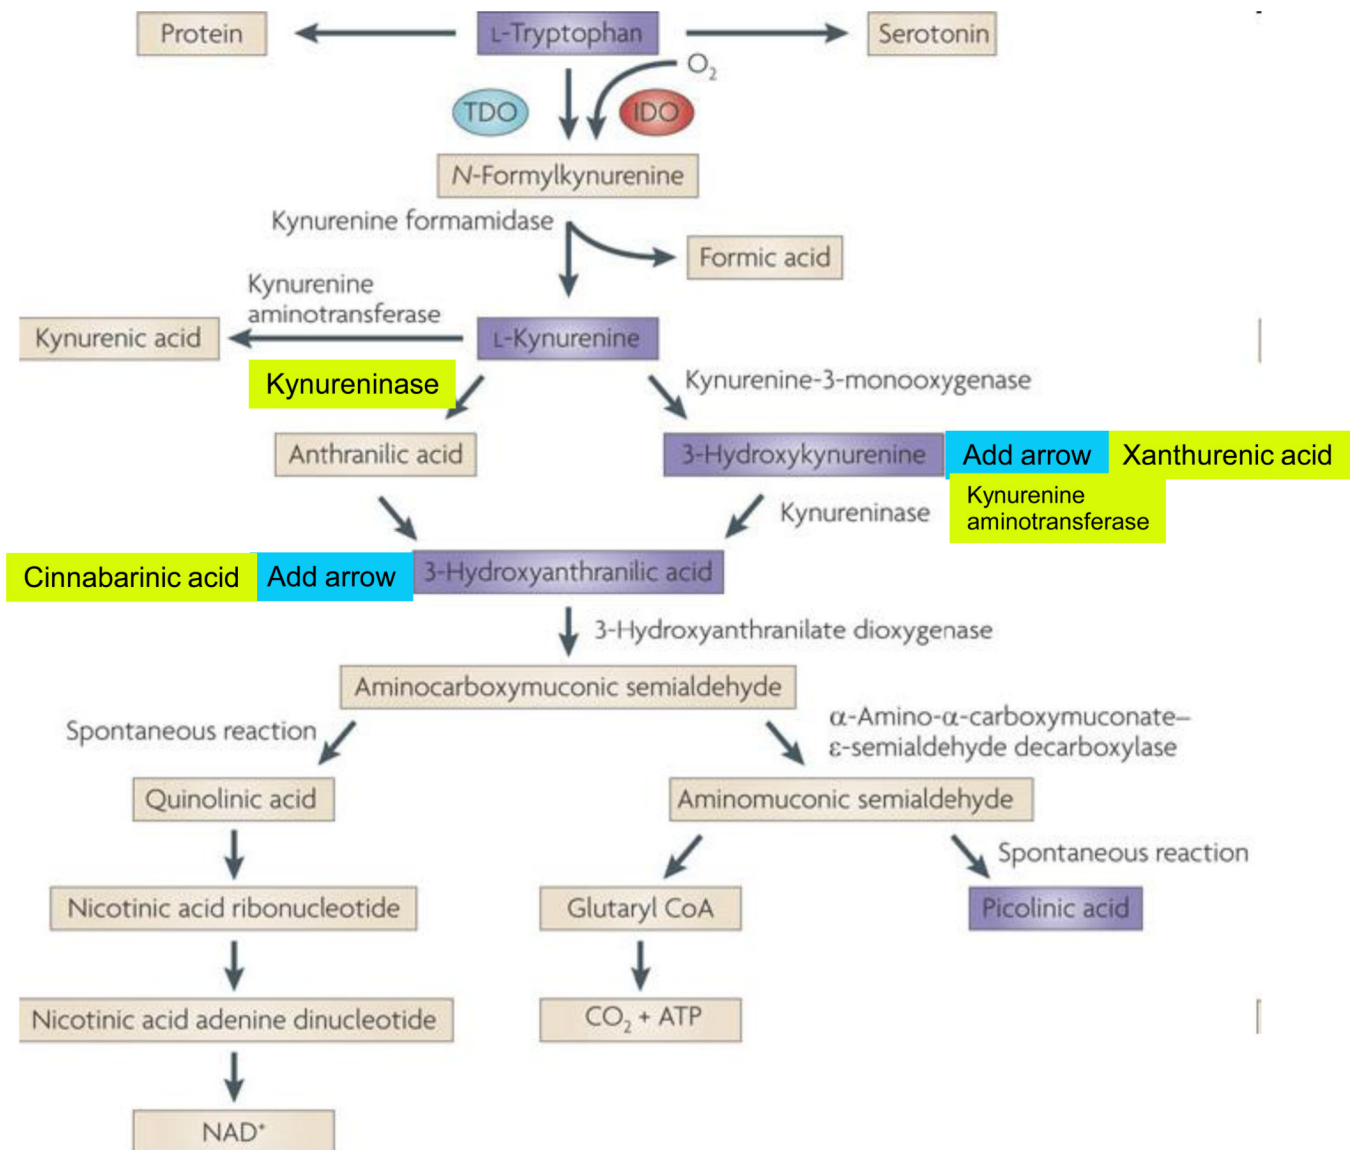 Protein
L-Tryptophan
Serotonin
O₂
TDO
IDO
N-Formylkynurenine
Kynurenine formamidase
Formic acid
Kynurenine
aminotransferase
Kynurenic acid
L-Kynurenine
Kynureninase
Kynurenine-3-monooxygenase
Anthranilic acid
3-Hydroxykynurenine
Add arrow
Xanthurenic acid
Kynurenine
aminotransferase
Kynureninase
Cinnabarinic acid
Add arrow
3-Hydroxyanthranilic acid
3-Hydroxyanthranilate dioxygenase
Aminocarboxymuconic semialdehyde
Spontaneous reaction
α-Amino-α-carboxymuconate–
ε-semialdehyde decarboxylase
Quinolinic acid
Aminomuconic semialdehyde
Spontaneous reaction
Nicotinic acid ribonucleotide
Glutaryl CoA
Picolinic acid
Nicotinic acid adenine dinucleotide
CO₂ + ATP
NAD⁺